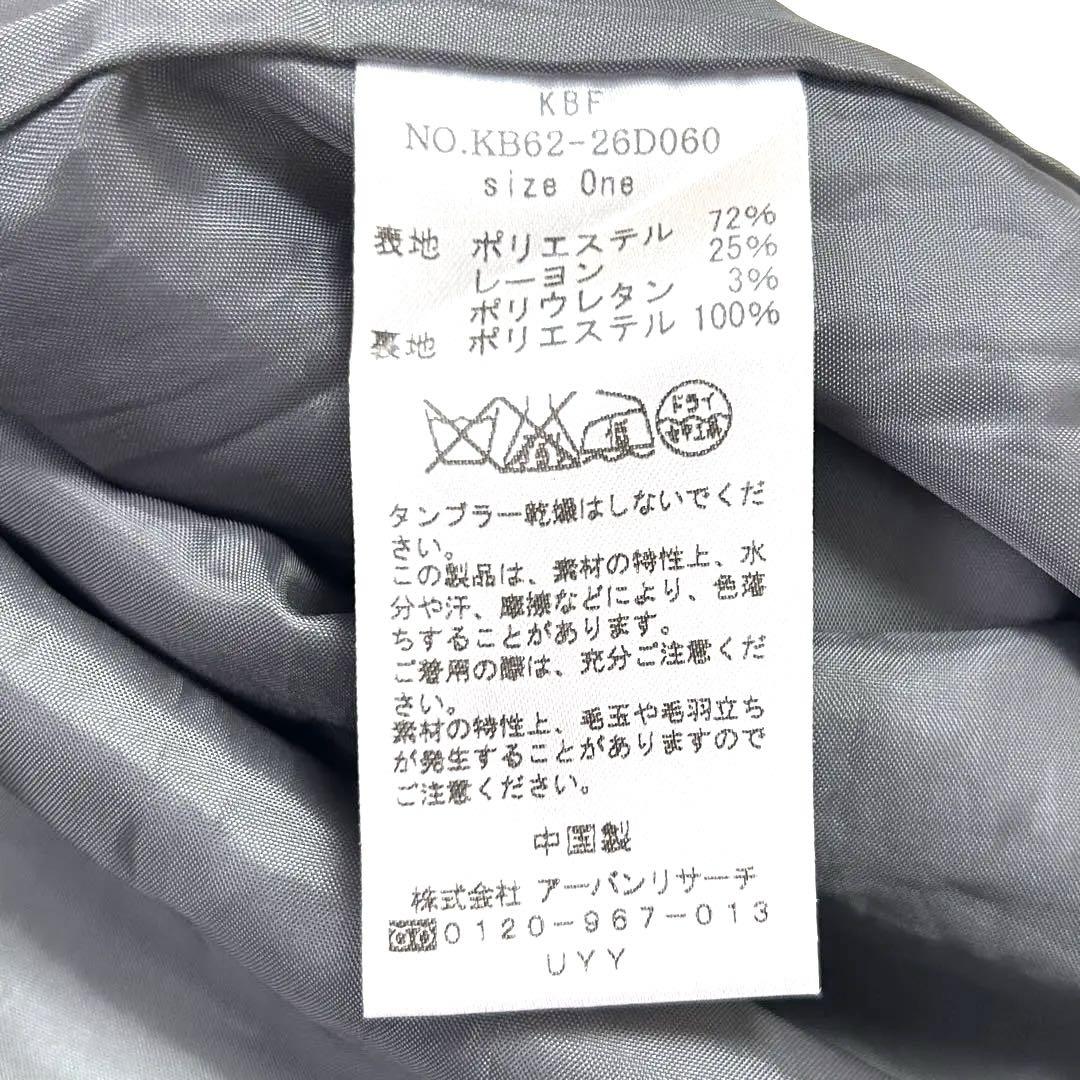 KBF
NO.KB62-26D060
size One
表地 ポリエステル 72%
レーヨン 25%
ポリウレタン 3%
裏地 ポリエステル 100%
低
ドライ
セキユ系
タンブラー乾燥はしないでくだ
さい。
この製品は、素材の特性上、水
分や汗、摩擦などにより、色落
ちすることがあります。
ご着用の際は、充分ご注意くだ
さい。
素材の特性上、毛玉や毛羽立ち
が発生することがありますので
ご注意ください。
中国製
株式会社 アーバンリサーチ
0120-967-013
UYY